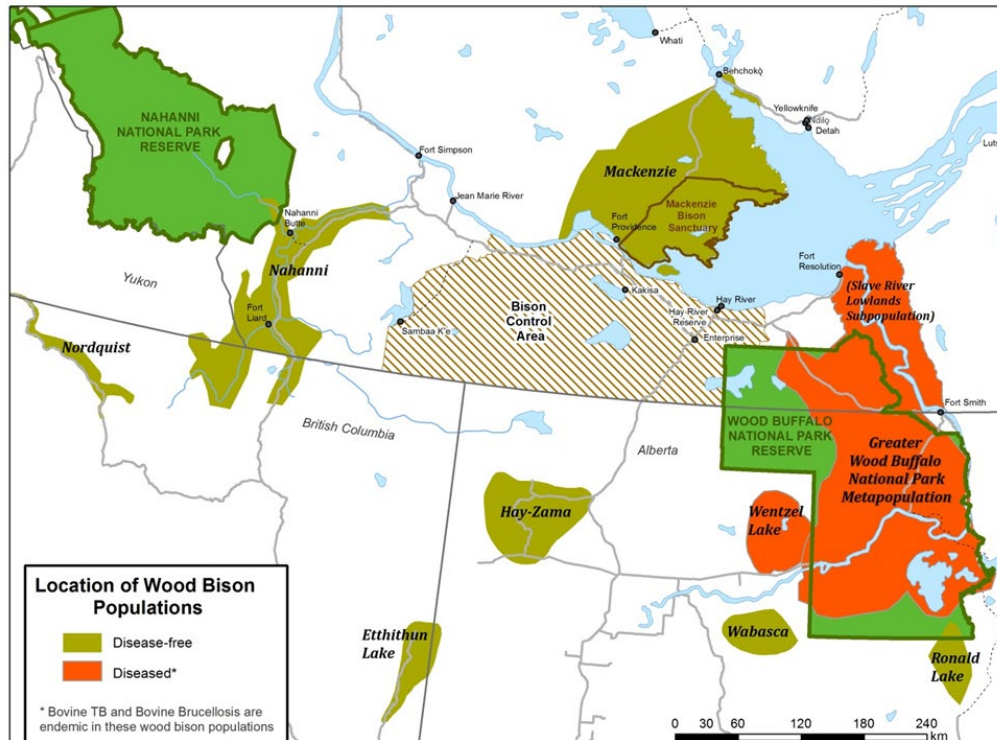 Whati
Behchokǫ̀
NAHANNI
NATIONAL PARK
RESERVE
Yellowknife
Ndilǫ
Detah
Fort Simpson
Mackenzie
Jean Marie River
Mackenzie
Bison
Sanctuary
Nahanni
Butte
Fort
Providence
Nahanni
Fort
Resolution
Yukon
(Slave River
Lowlands
Subpopulation)
Kakisa
Hay River
Bison
Control
Area
Hay River
Reserve
Fort
Liard
Sambaa K'e
Enterprise
Nordquist
Fort Smith
British Columbia
WOOD BUFFALO
NATIONAL PARK
RESERVE
Alberta
Greater
Wood Buffalo
National Park
Metapopulation
Hay-Zama
Wentzel
Lake
Location of Wood Bison
Populations
Disease-free
Diseased*
* Bovine TB and Bovine Brucellosis are
endemic in these wood bison populations
Etthithun
Lake
Wabasca
Ronald
Lake
0 30 60 120 180 240
km